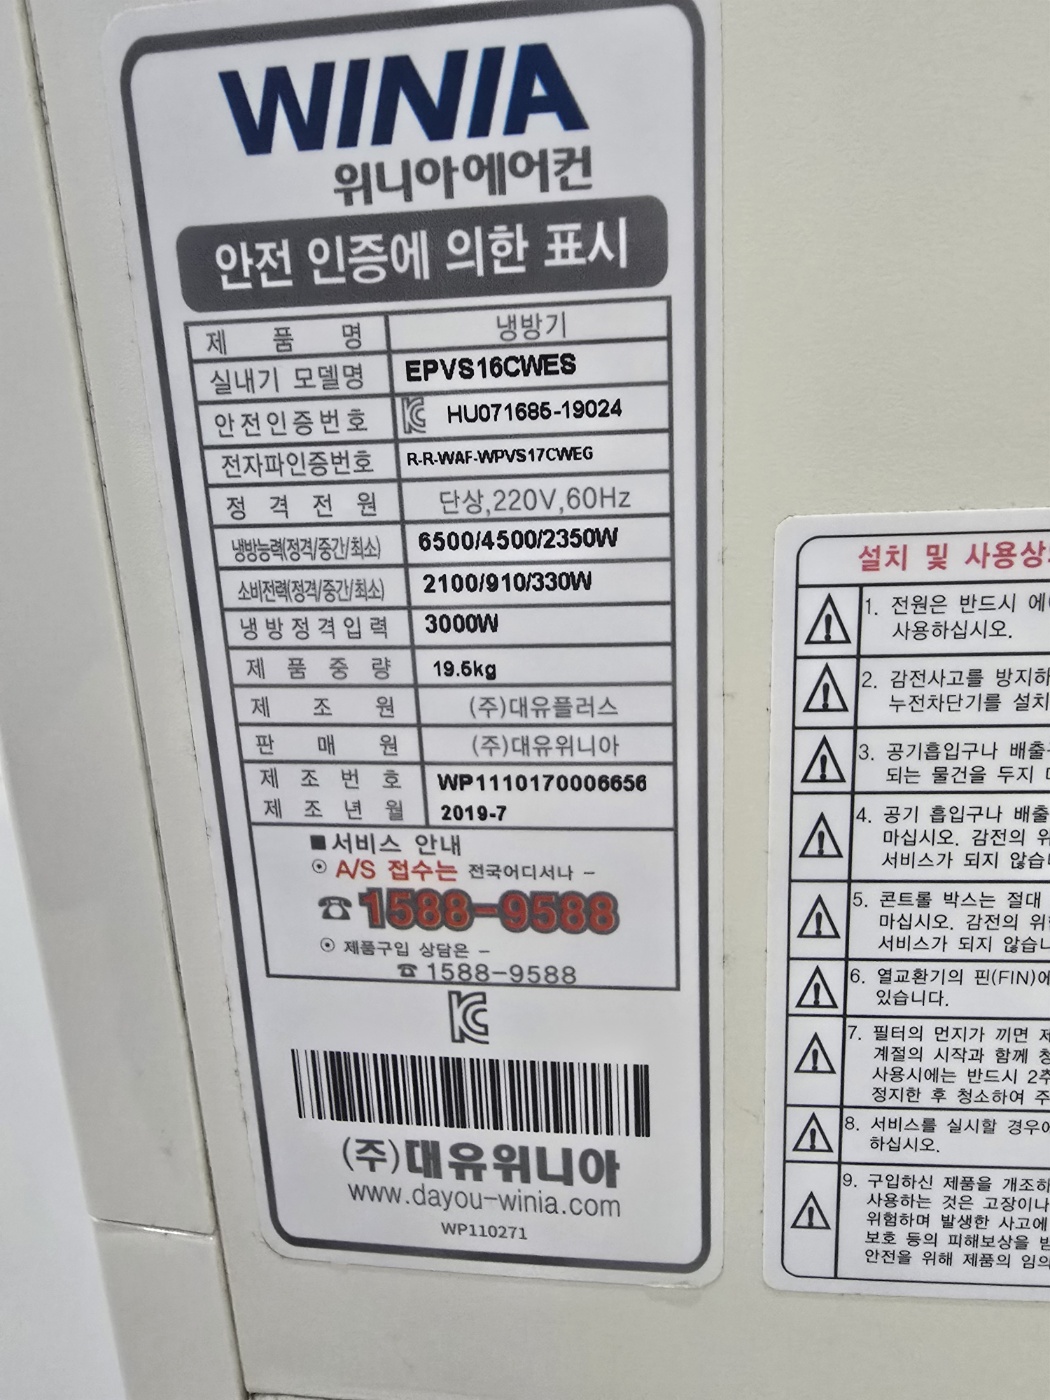 WINIA
위니아에어컨
안전 인증에 의한 표시
제 품 명 냉방기
실내기 모델명 EPVS16CWES
안전인증번호 HU071685-19024
전자파인증번호 R-R-WAF-WPVS17CWEG
정 격 전 원 단상,220V,60Hz
냉방능력(정격/중간/최소) 6500/4500/2350W
소비전력(정격/중간/최소) 2100/910/330W
냉방정격입력 3000W
제 품 중 량 19.5kg
제 조 원 (주)대유플러스
판 매 원 (주)대유위니아
제 조 번 호 WP1110170006656
제 조 년 월 2019-7
■서비스 안내
⊙ A/S 접수는 전국어디서나 –
☎1588-9588
⊙ 제품구입 상담은 –
☎1588-9588
(주)대유위니아
www.dayou-winia.com
WP110271
설치 및 사용상
1. 전원은 반드시 에
사용하십시오.
2. 감전사고를 방지하
누전차단기를 설치
3. 공기흡입구나 배출
되는 물건을 두지
4. 공기 흡입구나 배출
마십시오. 감전의 위
서비스가 되지 않습
5. 콘트롤 박스는 절대
마십시오. 감전의 위
서비스가 되지 않습
6. 열교환기의 핀(FIN)에
있습니다.
7. 필터의 먼지가 끼면
계절의 시작과 함께 청
사용시에는 반드시 2주
정지한 후 청소하여 주
8. 서비스를 실시할 경우에
하십시오.
9. 구입하신 제품을 개조하
사용하는 것은 고장이나
위험하며 발생한 사고에
보호 등의 피해보상을 받
안전을 위해 제품의 임의